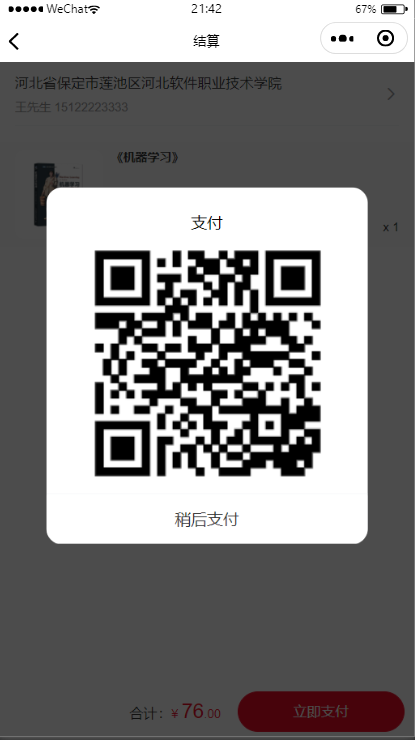 WeChat 21:42 67%
结算
河北省保定市莲池区河北软件职业技术学院
王先生 15122223333
《机器学习》
x 1
支付
稍后支付
合计：¥ 76.00 立即支付